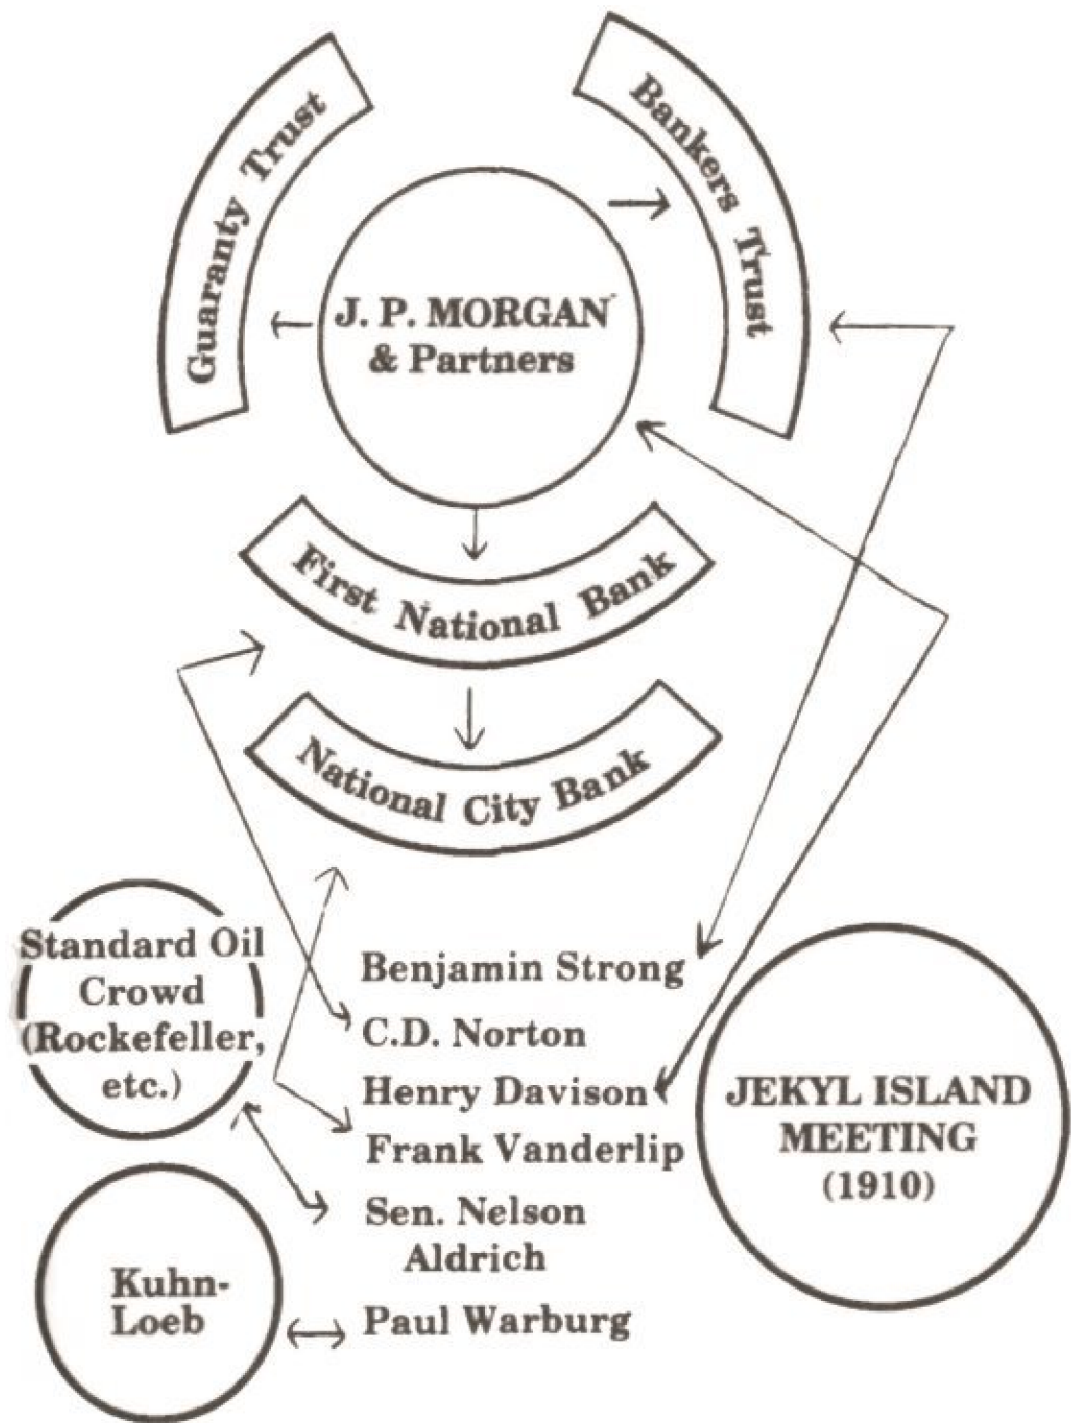 Guaranty Trust
Bankers Trust
J. P. MORGAN
& Partners
First National Bank
National City Bank
Standard Oil
Crowd
(Rockefeller,
etc.)
Benjamin Strong
C.D. Norton
Henry Davison
Frank Vanderlip
Sen. Nelson
Aldrich
Paul Warburg
JEKYL ISLAND
MEETING
(1910)
Kuhn-
Loeb